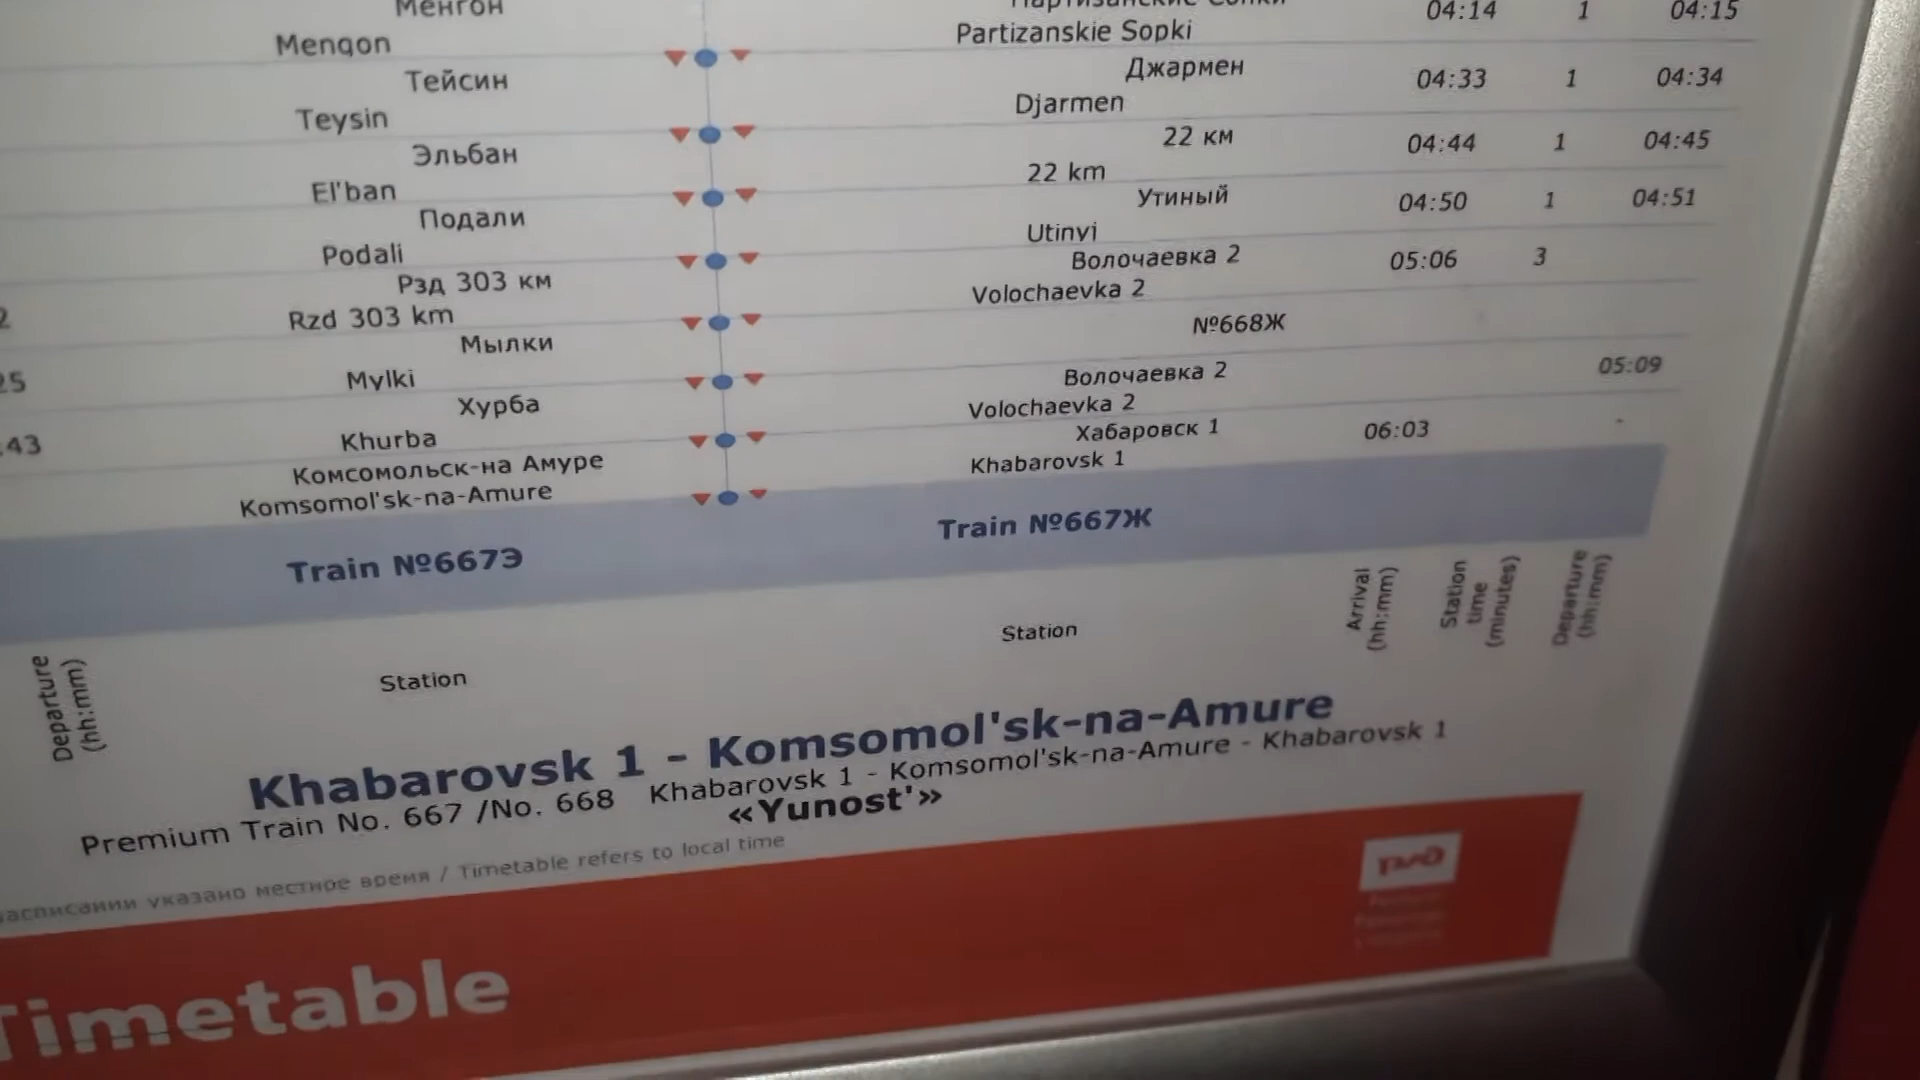 Менгон
Mengon
Тейсин
Teysin
Эльбан
El'ban
Подали
Podali
Рзд 303 км
2
Rzd 303 km
Мылки
25
Mylki
Хурба
43
Khurba
Комсомольск-на Амуре
Komsomol'sk-na-Amure
Партизанские Сопки 04:14 1 04:15
Partizanskie Sopki
Джармен 04:33 1 04:34
Djarmen
22 км 04:44 1 04:45
22 km
Утиный 04:50 1 04:51
Utinyi
Волочаевка 2 05:06 3
Volochaevka 2
№668Ж
Волочаевка 2 05:09
Volochaevka 2
Хабаровск 1 06:03 -
Khabarovsk 1
Train №667Э
Train №667Ж
Departure
(hh:mm)
Station
Station
Arrival
(hh:mm)
Station
time
(minutes)
Departure
(hh:mm)
Khabarovsk 1 - Komsomol'sk-na-Amure
Premium Train No. 667 /No. 668 Khabarovsk 1 - Komsomol'sk-na-Amure - Khabarovsk 1
«Yunost'»
расписании указано местное время / Timetable refers to local time
ржд
Timetable